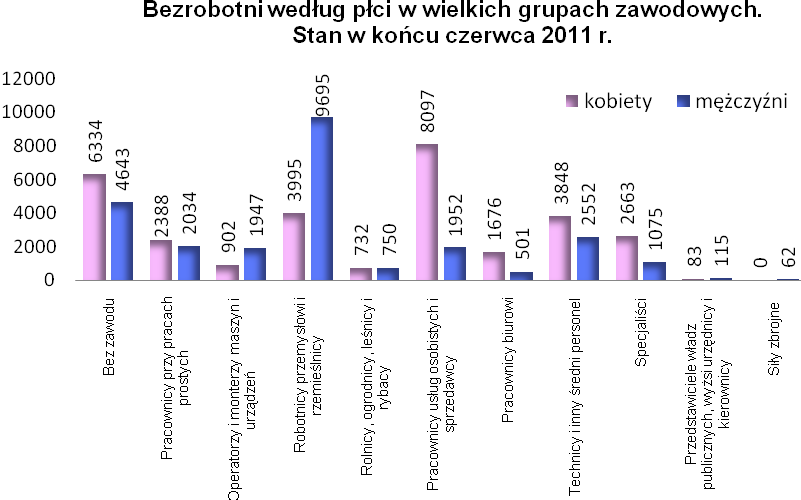 Bezrobotni według płci w wielkich grupach zawodowych.
Stan w końcu czerwca 2011 r.
12000
10000
8000
6000
4000
2000
0
kobiety
mężczyźni
6334
4643
2388
2034
902
1947
3995
9695
732
750
8097
1952
1676
501
3848
2552
2663
1075
83
115
0
62
Bez zawodu
Pracownicy przy pracach
prostych
Operatorzy i monterzy maszyn i
urządzeń
Robotnicy przemysłowi i
rzemieślnicy
Rolnicy, ogrodnicy, leśnicy i
rybacy
Pracownicy usług osobistych i
sprzedawcy
Pracownicy biurowi
Technicy i inny średni personel
Specjaliści
Przedstawiciele władz
publicznych, wyżsi urzędnicy i
kierownicy
Siły zbrojne